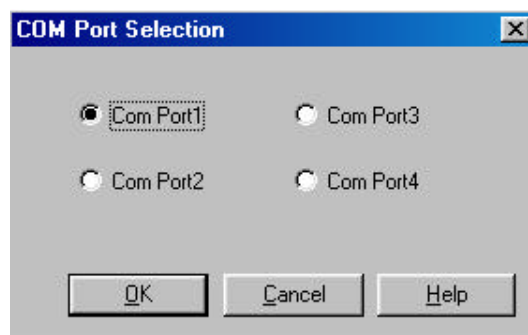 COM Port Selection
Com Port1 Com Port3
Com Port2 Com Port4
OK Cancel Help